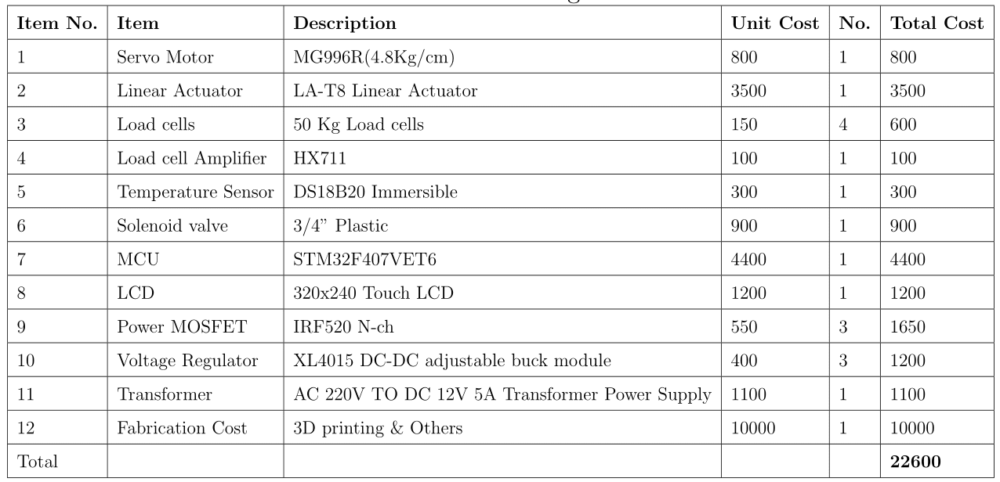 Item No. Item Description Unit Cost No. Total Cost
1 Servo Motor MG996R(4.8Kg/cm) 800 1 800
2 Linear Actuator LA-T8 Linear Actuator 3500 1 3500
3 Load cells 50 Kg Load cells 150 4 600
4 Load cell Amplifier HX711 100 1 100
5 Temperature Sensor DS18B20 Immersible 300 1 300
6 Solenoid valve 3/4” Plastic 900 1 900
7 MCU STM32F407VET6 4400 1 4400
8 LCD 320x240 Touch LCD 1200 1 1200
9 Power MOSFET IRF520 N-ch 550 3 1650
10 Voltage Regulator XL4015 DC-DC adjustable buck module 400 3 1200
11 Transformer AC 220V TO DC 12V 5A Transformer Power Supply 1100 1 1100
12 Fabrication Cost 3D printing & Others 10000 1 10000
Total 22600